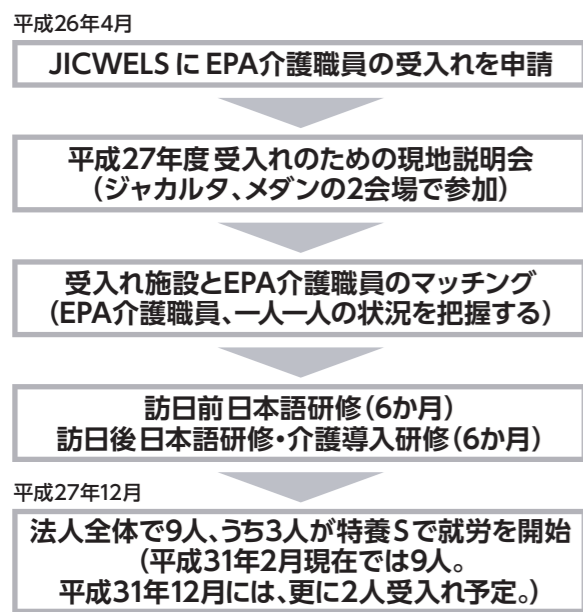 平成26年4月
JICWELS に EPA介護職員の受入れを申請
平成27年度 受入れのための現地説明会
(ジャカルタ、メダンの2会場で参加)
受入れ施設とEPA介護職員のマッチング
(EPA介護職員、一人一人の状況を把握する)
訪日前日本語研修(6か月)
訪日後日本語研修・介護導入研修(6か月)
平成27年12月
法人全体で9人、うち3人が特養Sで就労を開始
(平成31年2月現在では9人。
平成31年12月には、更に2人受入れ予定。)